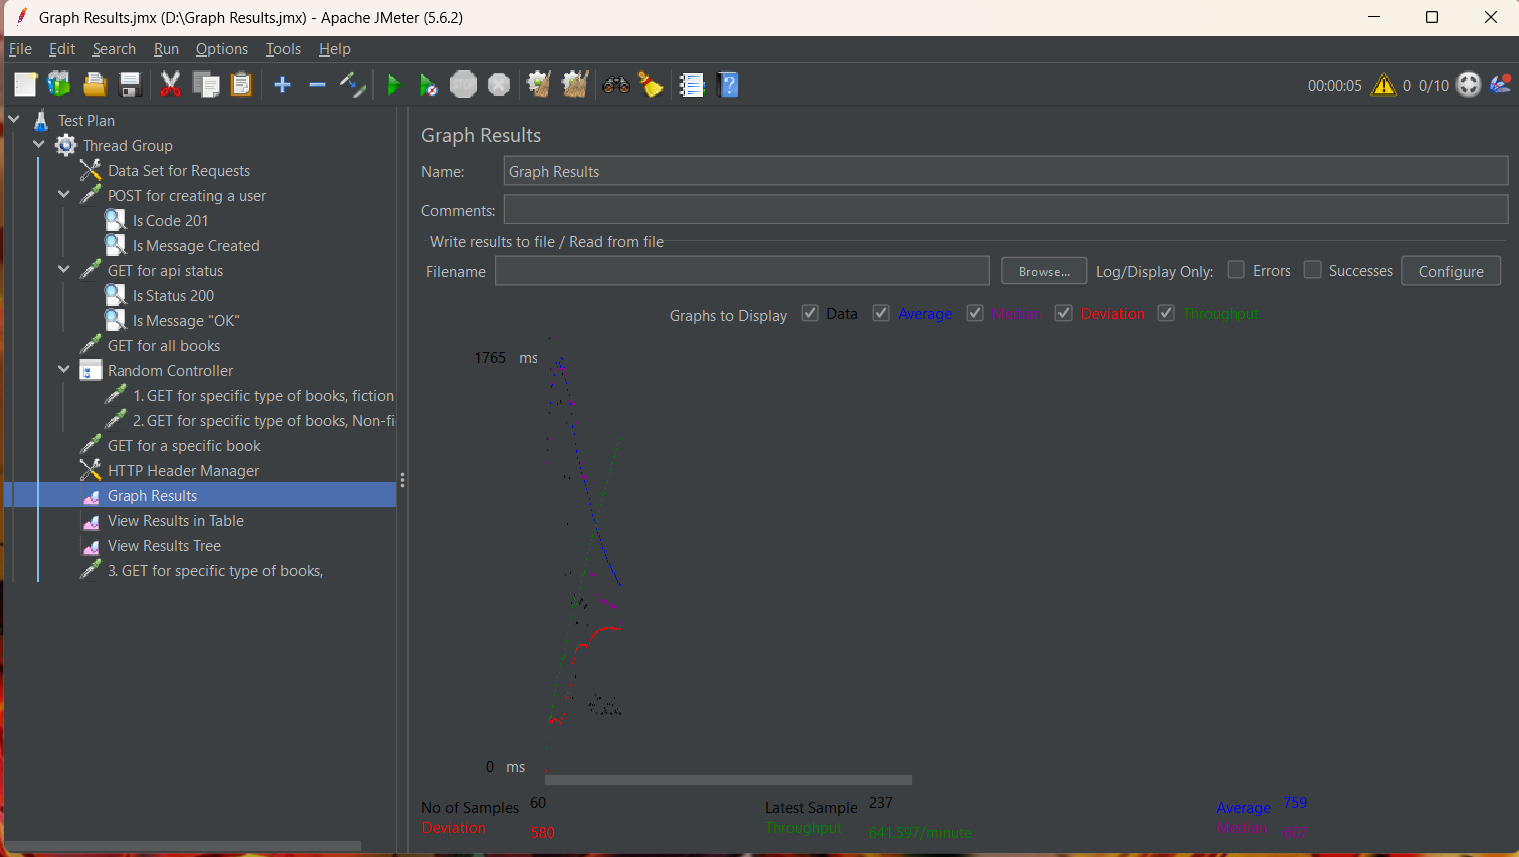 Graph Results.jmx (D:\Graph Results.jmx) - Apache JMeter (5.6.2)
File Edit Search Run Options Tools Help
STOP 00:00:05 0 0/10
Test Plan
Thread Group
Data Set for Requests
POST for creating a user
Is Code 201
Is Message Created
GET for api status
Is Status 200
Is Message "OK"
GET for all books
Random Controller
1. GET for specific type of books, fiction
2. GET for specific type of books, Non-fi
GET for a specific book
HTTP Header Manager
Graph Results
View Results in Table
View Results Tree
3. GET for specific type of books,
Graph Results
Name: Graph Results
Comments:
Write results to file / Read from file
Filename Browse... Log/Display Only: Errors Successes Configure
Graphs to Display Data Average Median Deviation Throughput
1765 ms
0 ms
No of Samples 60 Latest Sample 237 Average 759
Deviation 580 Throughput 641.597/minute Median